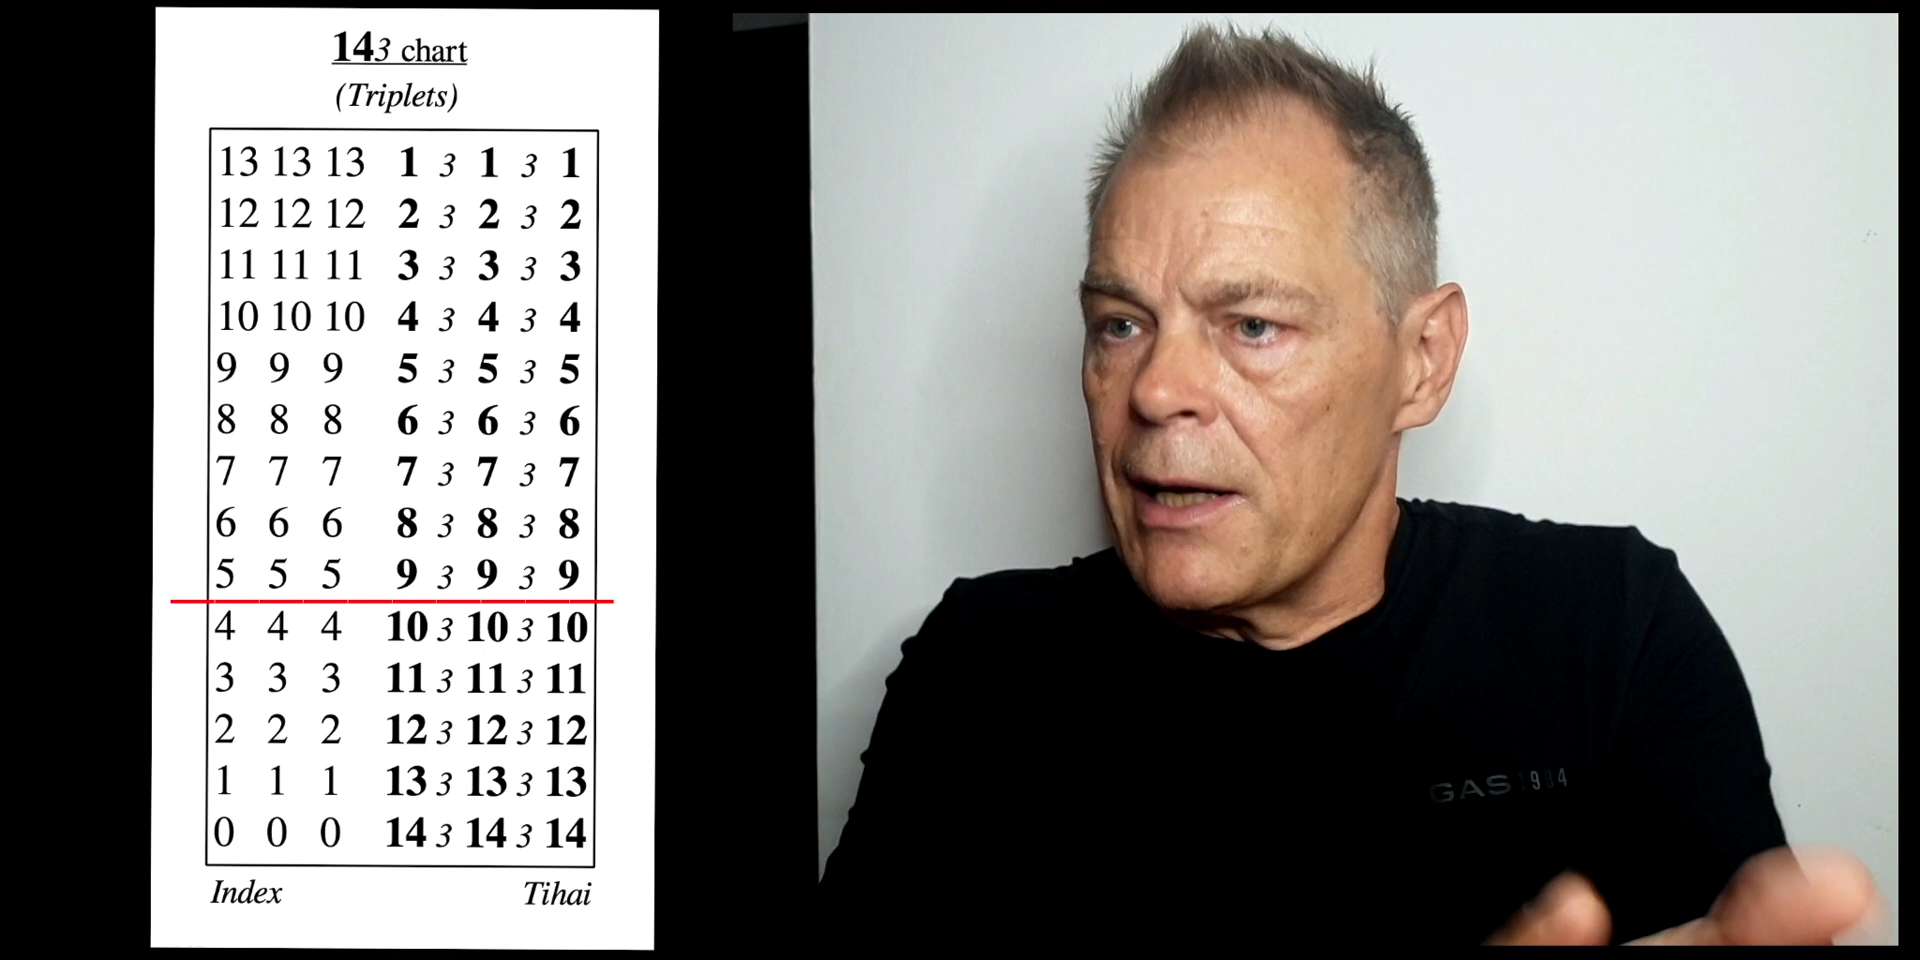 143 chart
(Triplets)
13 13 13 1 3 1 3 1
12 12 12 2 3 2 3 2
11 11 11 3 3 3 3 3
10 10 10 4 3 4 3 4
9 9 9 5 3 5 3 5
8 8 8 6 3 6 3 6
7 7 7 7 3 7 3 7
6 6 6 8 3 8 3 8
5 5 5 9 3 9 3 9
4 4 4 10 3 10 3 10
3 3 3 11 3 11 3 11
2 2 2 12 3 12 3 12
1 1 1 13 3 13 3 13
0 0 0 14 3 14 3 14
Index Tihai
GAS 1984